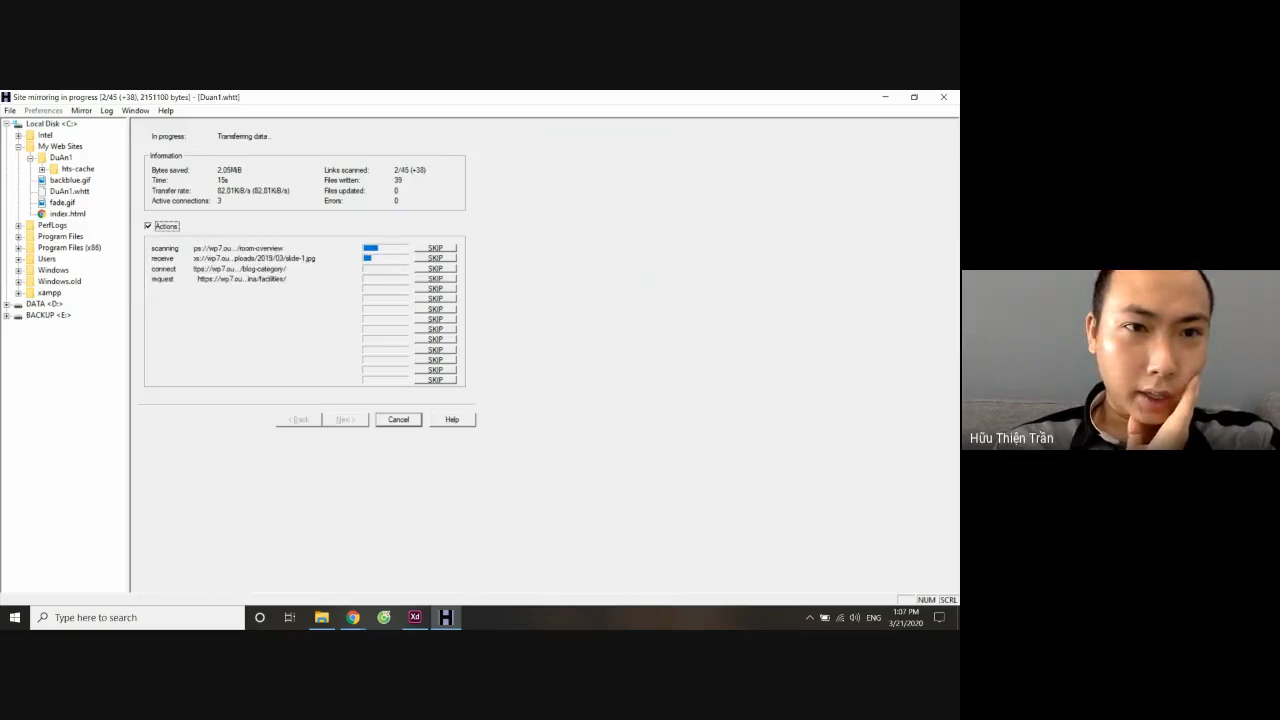 Site mirroring in progress [2/45 (+38), 2151100 bytes] - [Duan1.whtt]
File Preferences Mirror Log Window Help
Local Disk <C:>
Intel
My Web Sites
DuAn1
hts-cache
backblue.gif
DuAn1.whtt
fade.gif
index.html
PerfLogs
Program Files
Program Files (x86)
Users
Windows
Windows.old
xampp
DATA <D:>
BACKUP <E:>
In progress: Transferring data..
Information
Bytes saved: 2,05MiB Links scanned: 2/45 (+38)
Time: 15s Files written: 39
Transfer rate: 82,01KiB/s (82,81KiB/s) Files updated: 0
Active connections: 3 Errors: 0
Actions:
scanning ps://wp7.ou.../room-overview SKIP
receive s://wp7.ou...ploads/2019/03/slide-1.jpg SKIP
connect ttps://wp7.ou.../blog-category/ SKIP
request https://wp7.o...ina/facilities/ SKIP
SKIP
SKIP
SKIP
SKIP
SKIP
SKIP
SKIP
SKIP
SKIP
SKIP
< Back Next > Cancel Help
Hữu Thiện Trần
NUM SCRL
Type here to search Xd H ENG 1:07 PM
3/21/2020